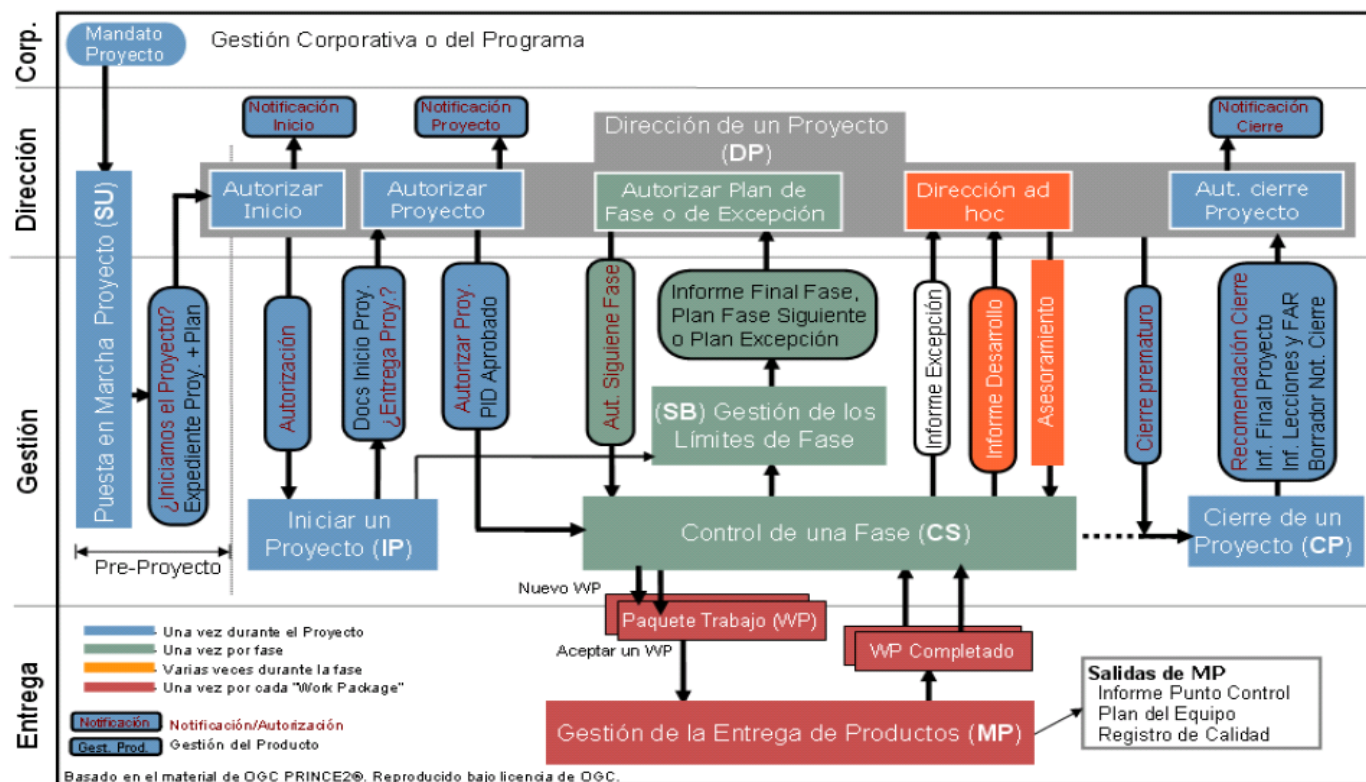 Corp.
Mandato
Proyecto
Gestión Corporativa o del Programa
Dirección
Notificación
Inicio
Notificación
Proyecto
Dirección de un Proyecto
(DP)
Notificación
Cierre
Autorizar
Inicio
Autorizar
Proyecto
Autorizar Plan de
Fase o de Excepción
Dirección ad
hoc
Aut. cierre
Proyecto
Gestión
Puesta en Marcha Proyecto (SU)
¿Iniciamos el Proyecto?
Expediente Proy. + Plan
Autorización
Docs Inicio Proy.
¿Entrega Proy.?
Autorizar Proy.
PID Aprobado
Aut. Siguiene Fase
Informe Final Fase,
Plan Fase Siguiente
o Plan Excepción
Informe Excepción
Informe Desarrollo
Asesoramiento
Cierre prematuro
Recomendación Cierre
Inf. Final Proyecto
Inf. Lecciones y FAR
Borrador Not. Cierre
(SB) Gestión de los
Límites de Fase
Iniciar un
Proyecto (IP)
Control de una Fase (CS)
Cierre de un
Proyecto (CP)
Pre-Proyecto
Nuevo WP
Entrega
Paquete Trabajo (WP)
Aceptar un WP
WP Completado
Una vez durante el Proyecto
Una vez por fase
Varias veces durante la fase
Una vez por cada "Work Package"
Notificación
Notificación/Autorización
Gest. Prod.
Gestión del Producto
Gestión de la Entrega de Productos (MP)
Salidas de MP
Informe Punto Control
Plan del Equipo
Registro de Calidad
Basado en el material de OGC PRINCE2®. Reproducido bajo licencia de OGC.